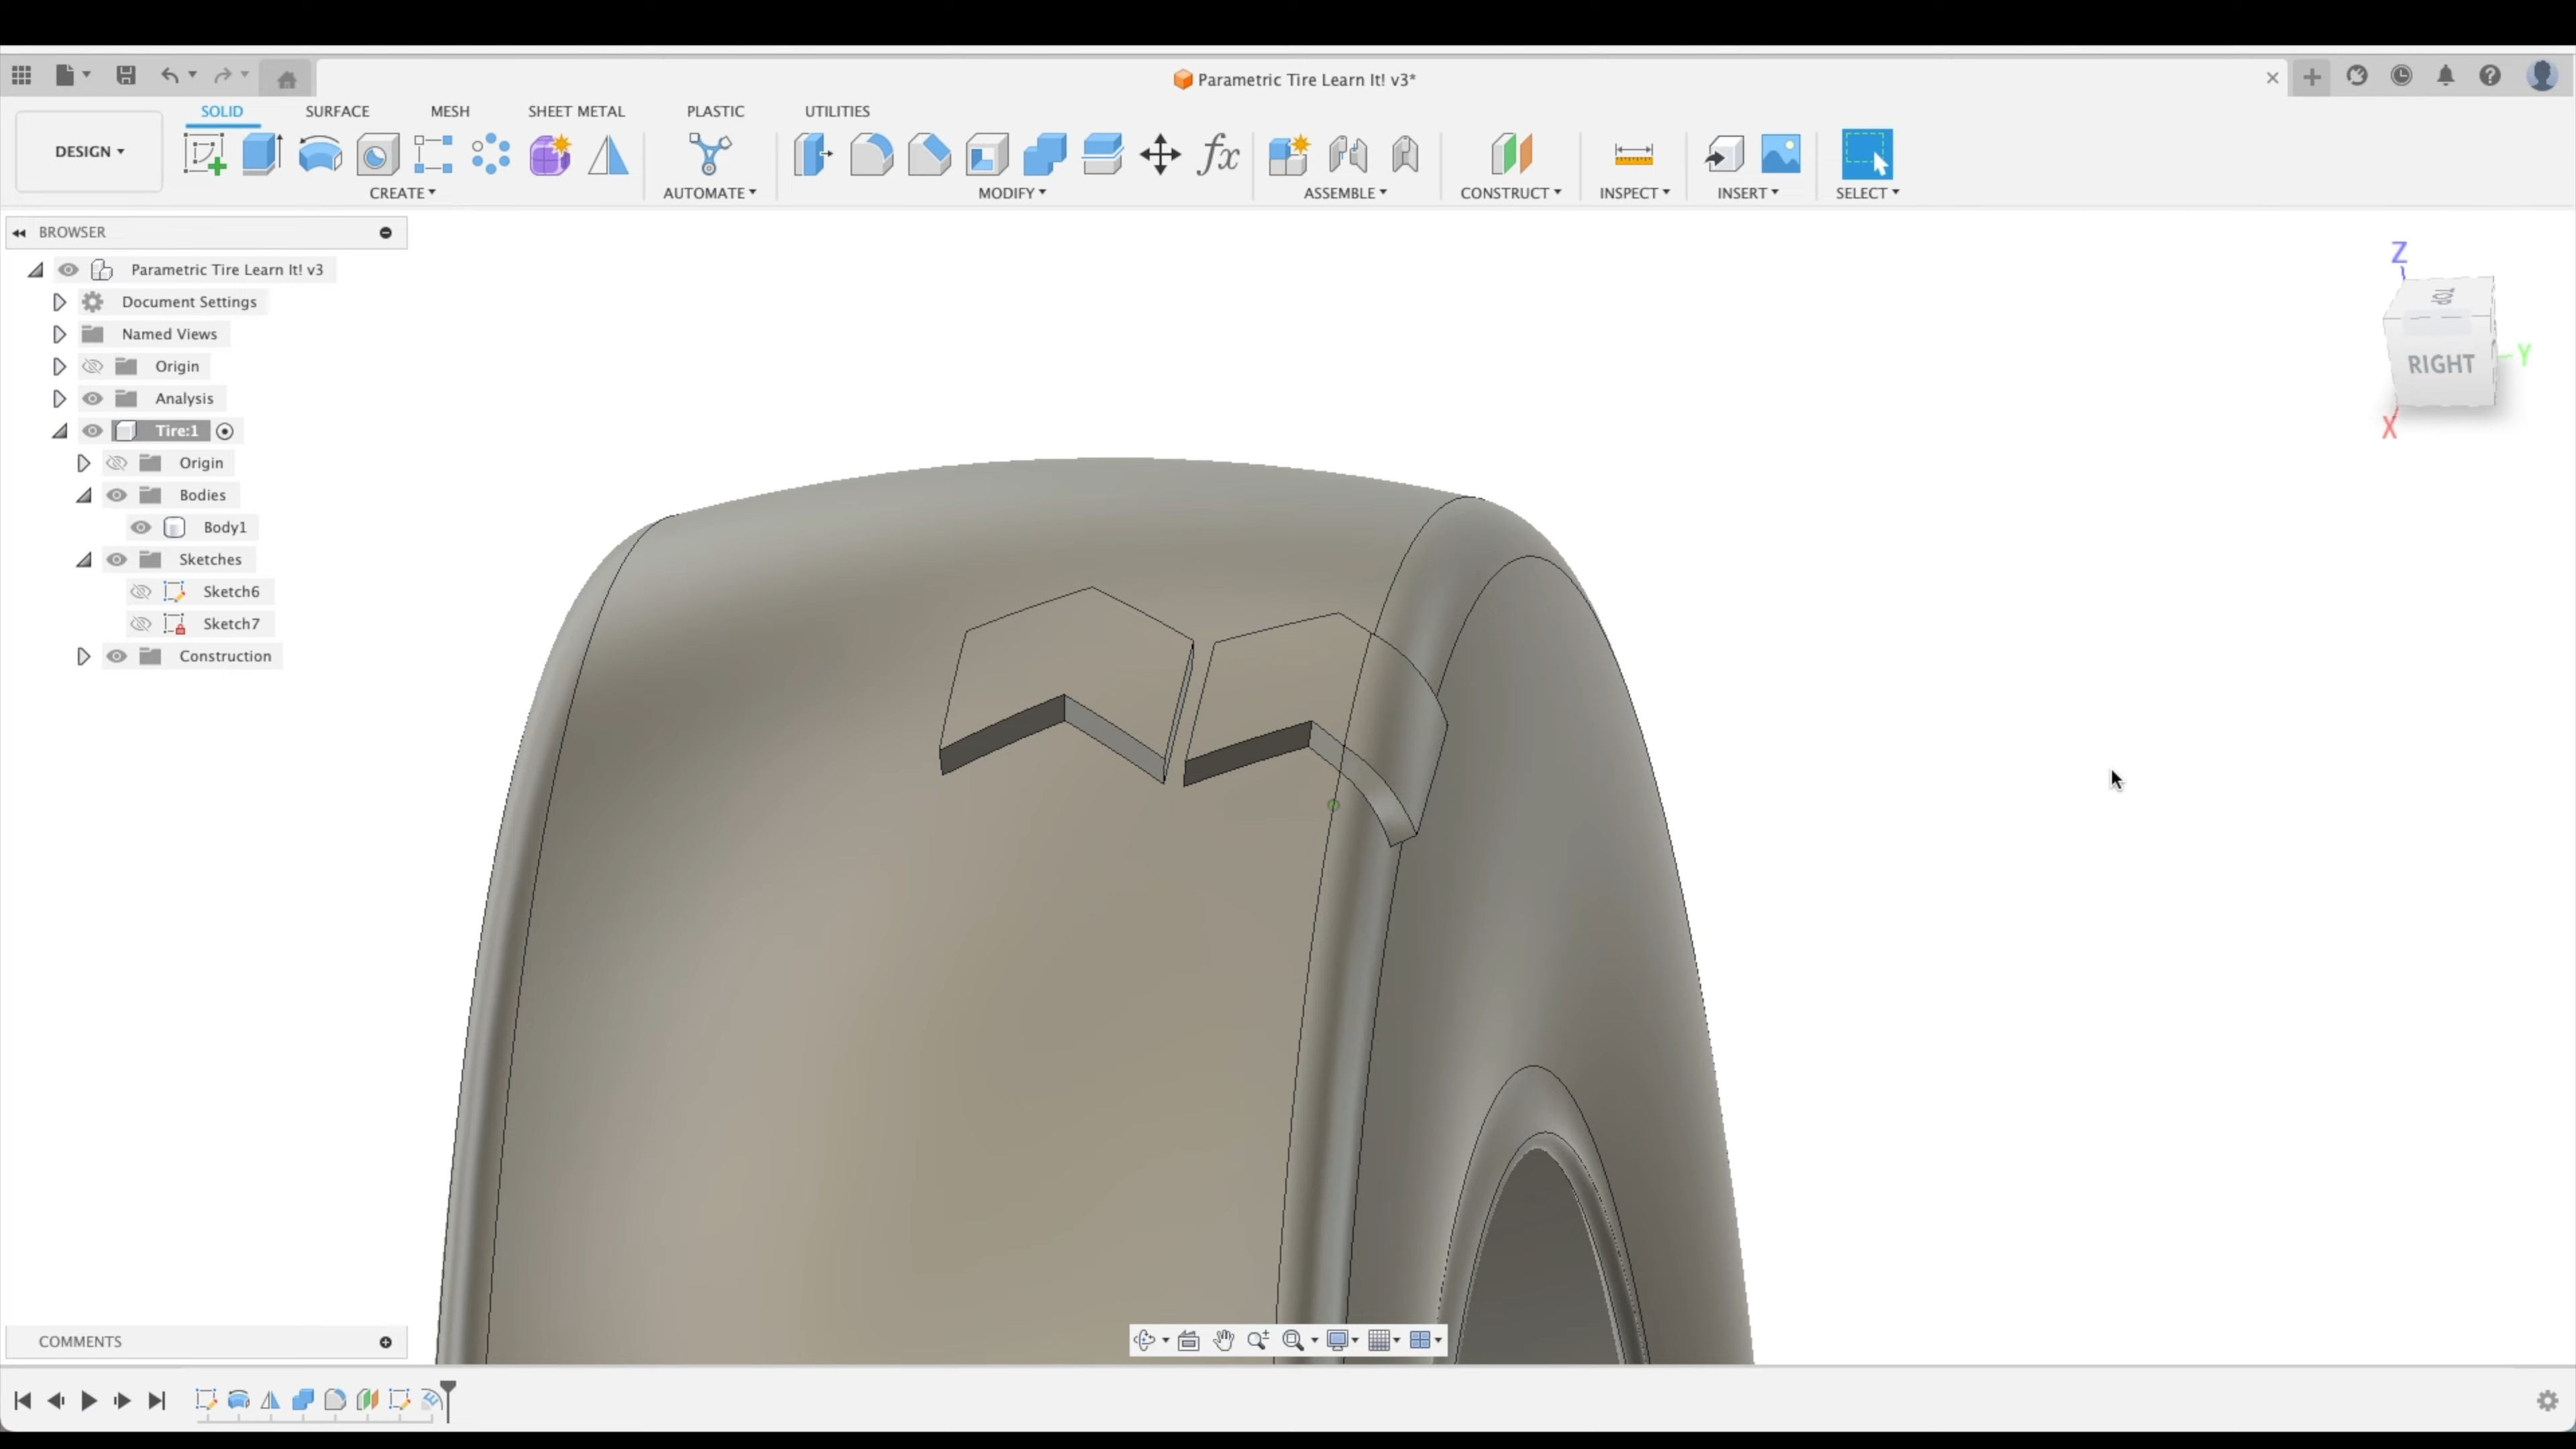 Parametric Tire Learn It! v3*
SOLID SURFACE MESH SHEET METAL PLASTIC UTILITIES
DESIGN
fx
CREATE AUTOMATE MODIFY ASSEMBLE CONSTRUCT INSPECT INSERT SELECT
BROWSER
Parametric Tire Learn It! v3
Document Settings
Named Views
Origin
Analysis
Tire:1
Origin
Bodies
Body1
Sketches
Sketch6
Sketch7
Construction
Z
TOP
RIGHT
Y
X
COMMENTS